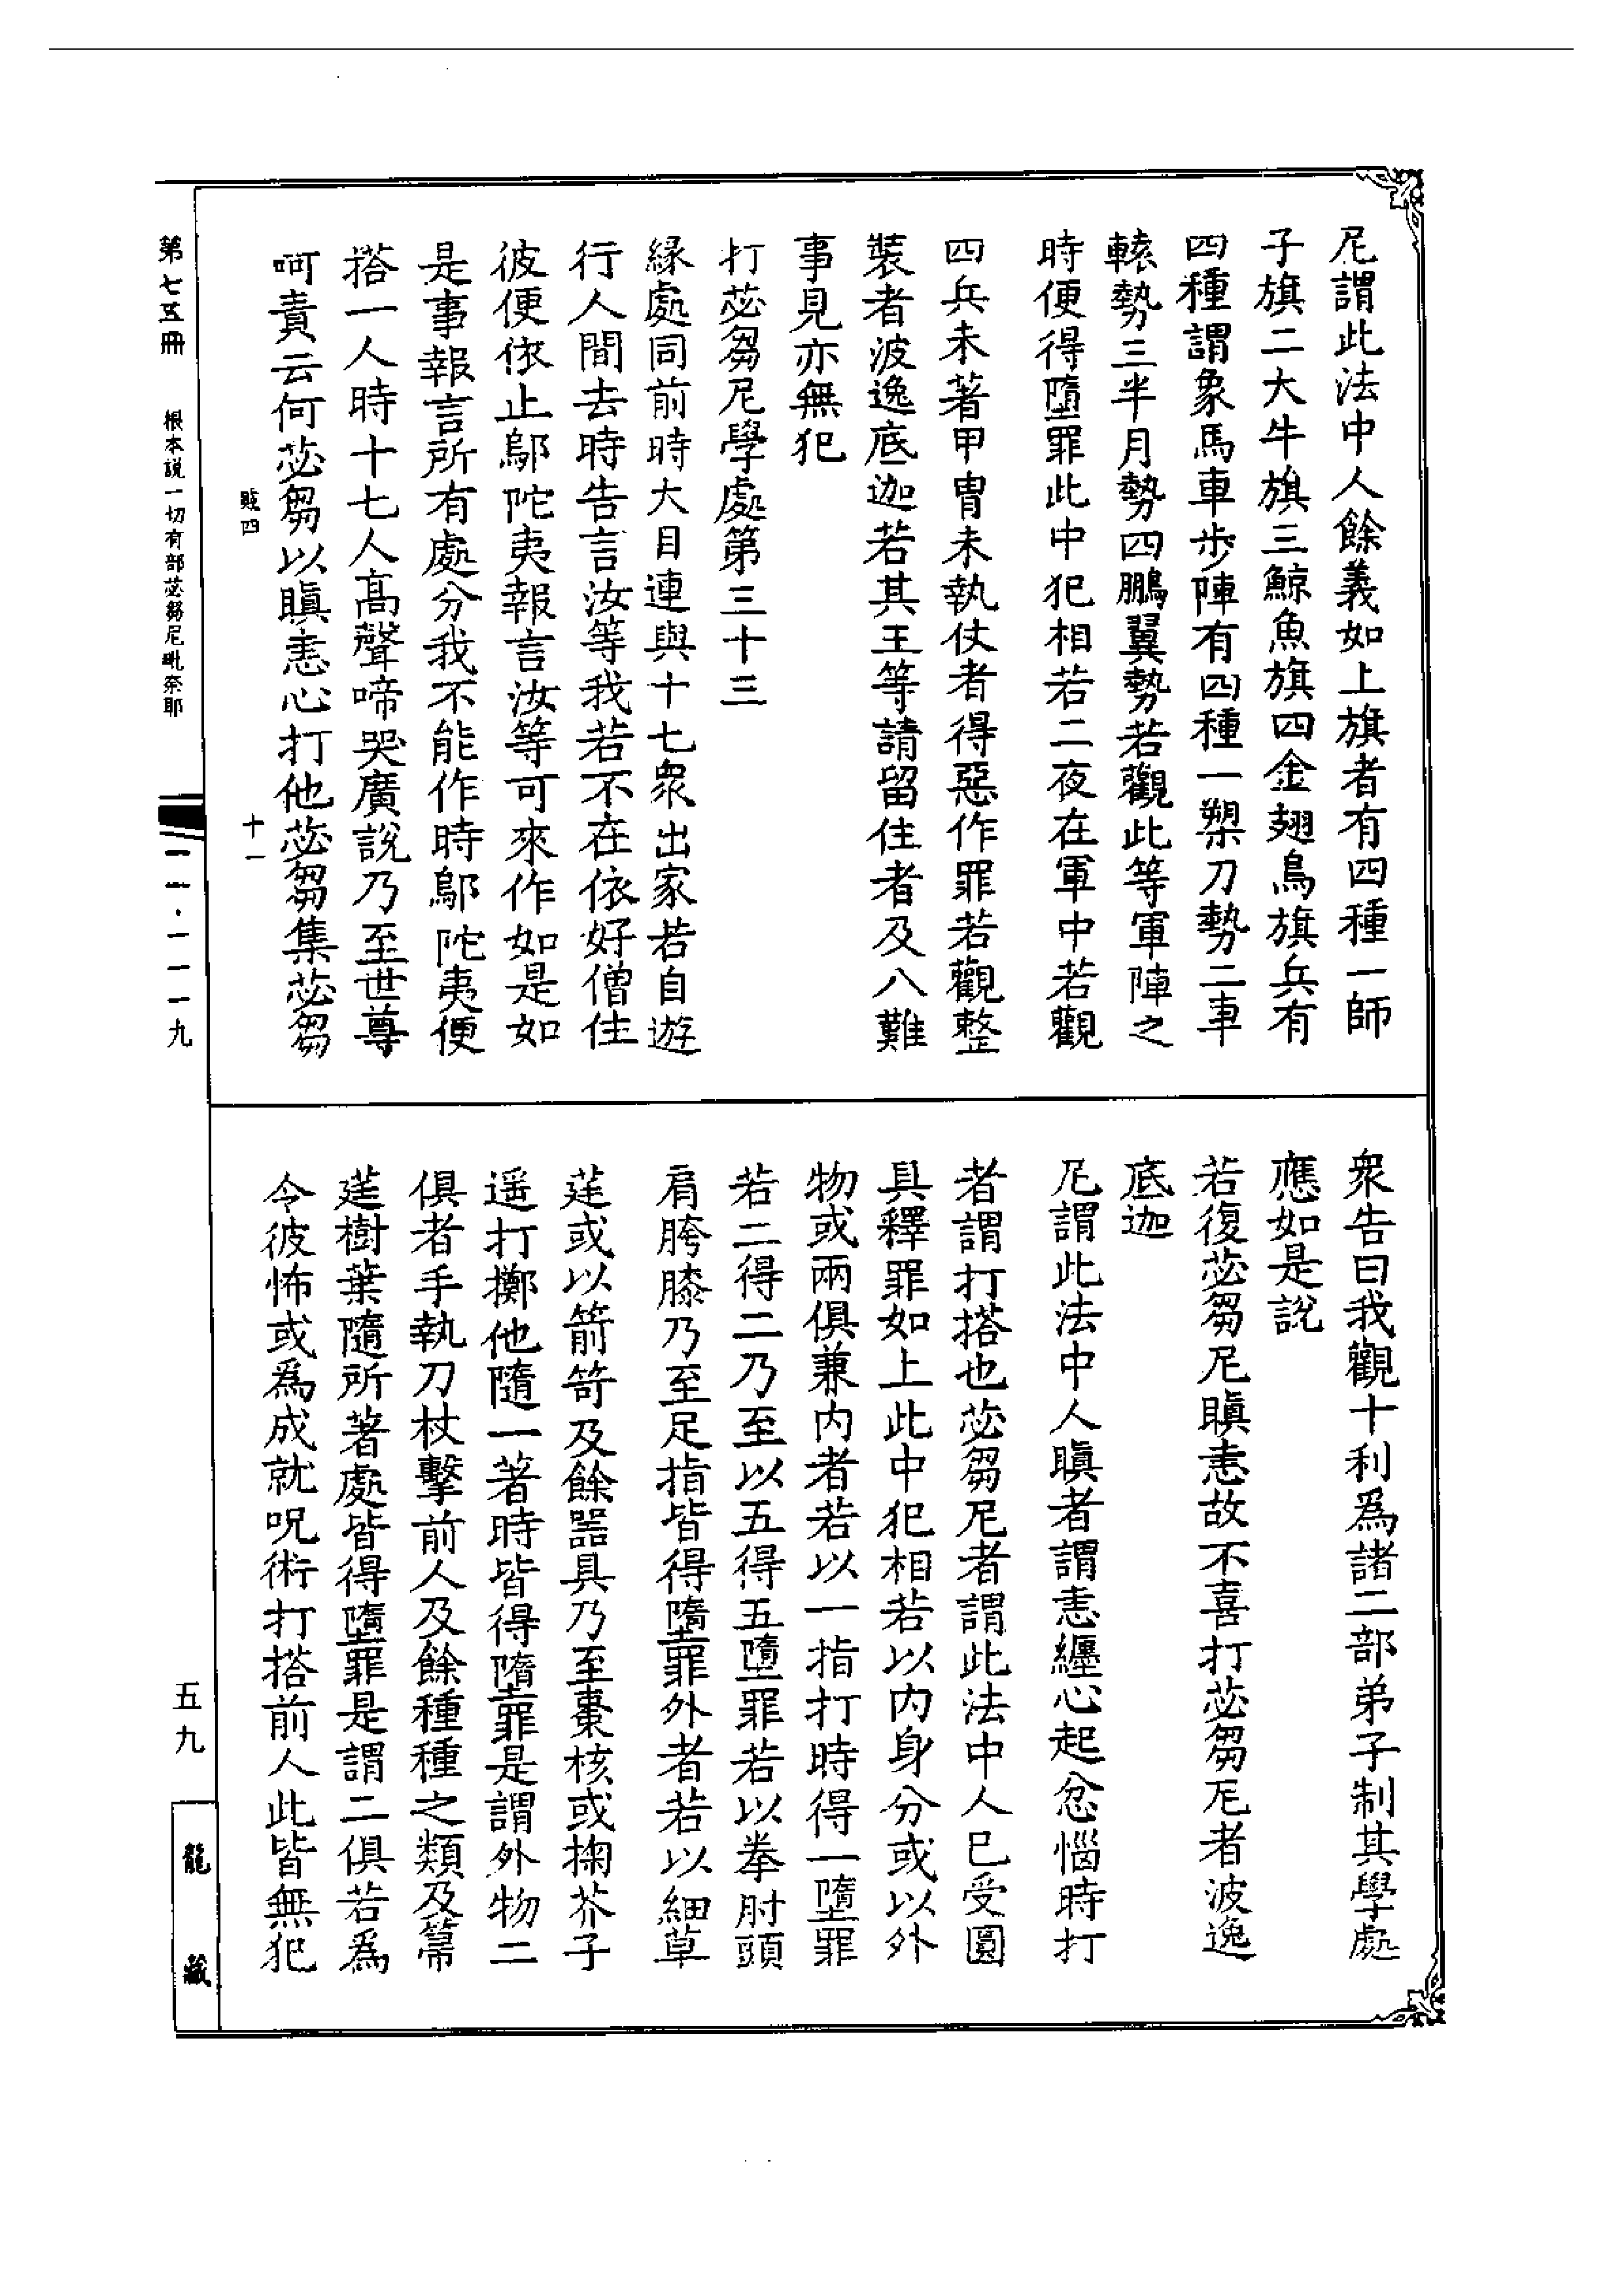 尼謂此法中人餘義如上旗者有四種一師
子旗二大牛旗三鯨魚旗四金翅鳥旗兵有
四種謂象馬車步陣有四種一槊刀勢二車
轅勢三半月勢四鵬翼勢若觀此等軍陣之
時便得墮罪此中犯相若二夜在軍中若觀
四兵未著甲冑未執仗者得惡作罪若觀整
裝者波逸底迦若其王等請留住者及八難
事見亦無犯
打苾芻尼學處第三十三
緣處同前時大目連與十七衆出家若自遊
行人間去時告言汝等我若不在依好僧住
彼便依止鄔陀夷報言汝等可來作如是如
是事報言所有處分我不能作時鄔陀夷便
搭一人時十七人高聲啼哭廣說乃至世尊
呵責云何苾芻以瞋恚心打他苾芻集苾芻
賤四
十一
衆告曰我觀十利爲諸二部弟子制其學處
應如是說
若復苾芻尼瞋恚故不喜打苾芻尼者波逸
底迦
尼謂此法中人瞋者謂恚纏心起忿惱時打
者謂打搭也苾芻尼者謂此法中人已受圓
具釋罪如上此中犯相若以内身分或以外
物或兩俱兼内者若以一指打時得一墮罪
若二得二乃至以五得五墮罪若以拳肘頭
肩胯膝乃至足指皆得墮罪外者若以細草
莛或以箭笴及餘器具乃至棗核或掬芥子
遥打擲他隨一著時皆得墮罪是謂外物二
俱者手執刀杖擊前人及餘種種之類及箒
莛樹葉隨所著處皆得墮罪是謂二俱若爲
令彼怖或爲成就呪術打搭前人此皆無犯
第七五冊
根本説一切有部苾芻尼毗奈耶
一一·一一一九
五九
龍藏